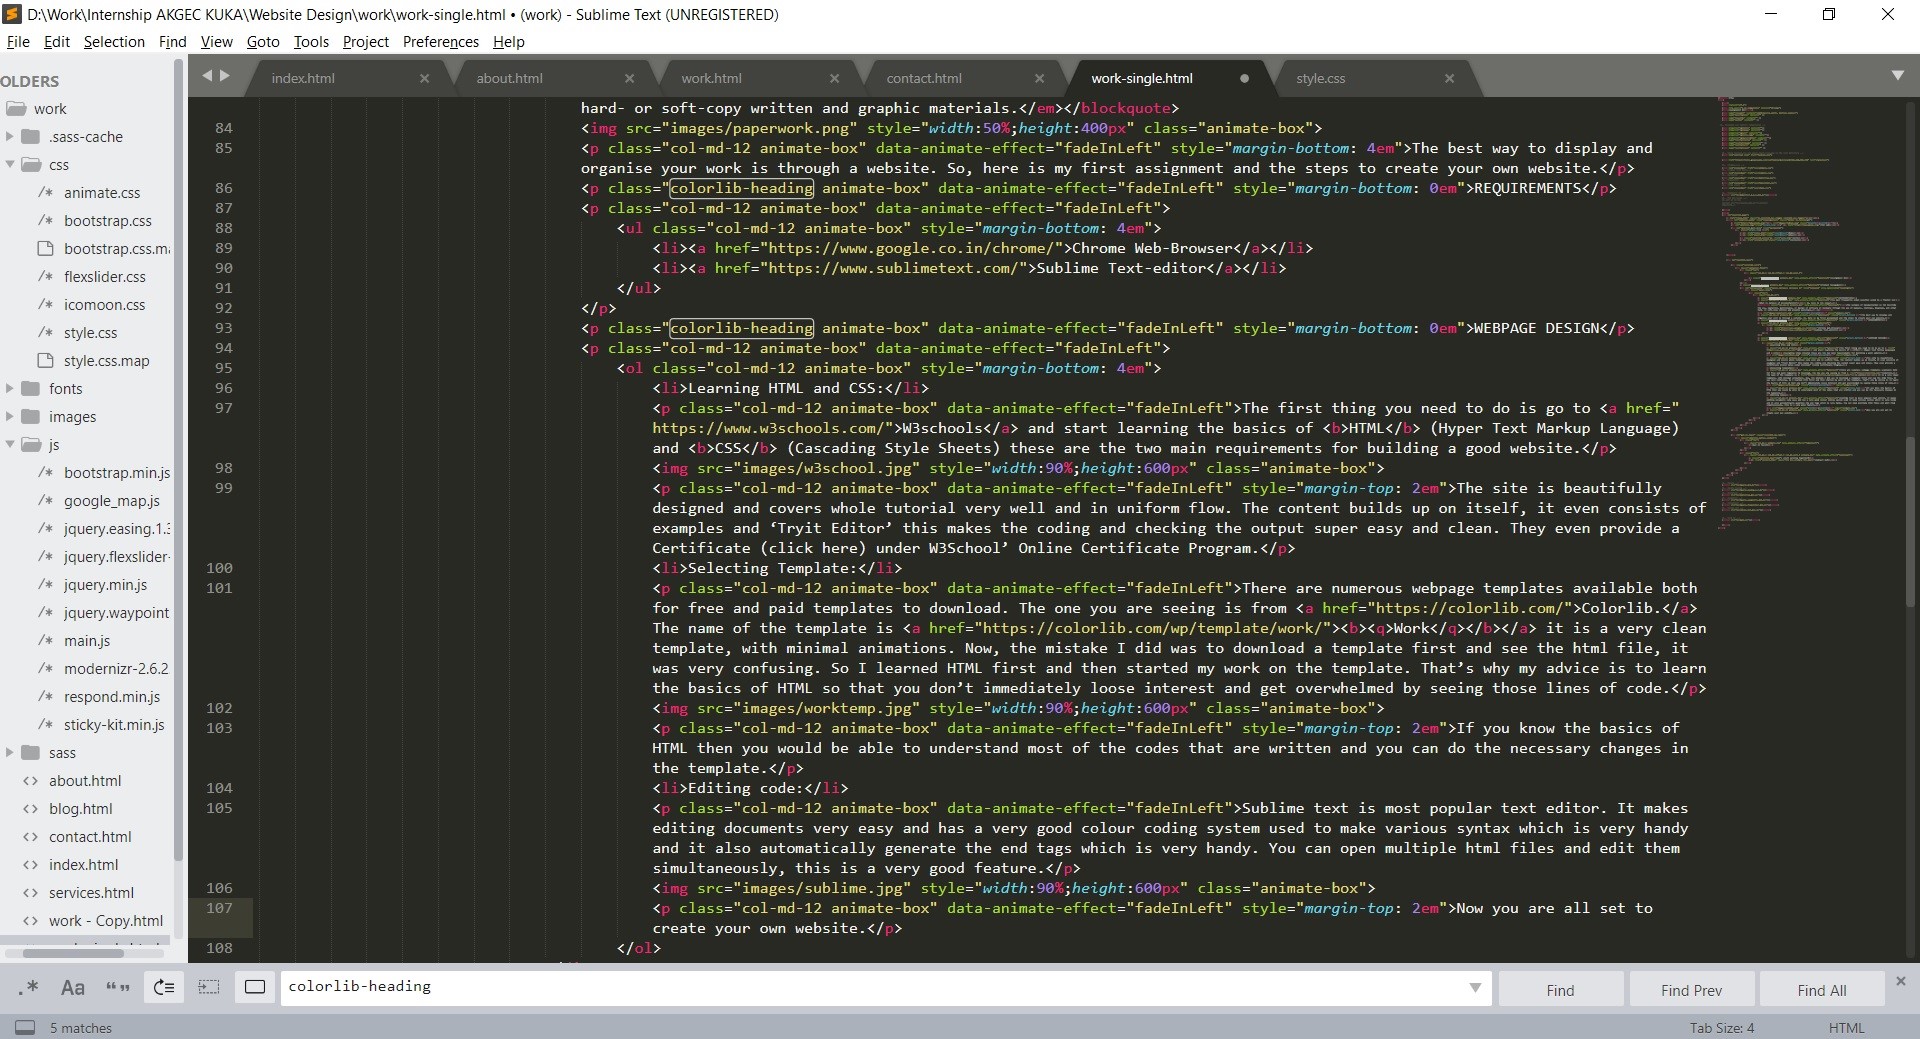 D:\Work\Internship AKGEC KUKA\Website Design\work\work-single.html • (work) - Sublime Text (UNREGISTERED)
File Edit Selection Find View Goto Tools Project Preferences Help
OLDERS
work
.sass-cache
css
/* animate.css
/* bootstrap.css
bootstrap.css.ma
/* flexslider.css
/* icomoon.css
/* style.css
style.css.map
fonts
images
js
/* bootstrap.min.js
/* google_map.js
/* jquery.easing.1.3
/* jquery.flexslider-
/* jquery.min.js
/* jquery.waypoint
/* main.js
/* modernizr-2.6.2
/* respond.min.js
/* sticky-kit.min.js
sass
<> about.html
<> blog.html
<> contact.html
<> index.html
<> services.html
<> work - Copy.html
index.html × about.html × work.html × contact.html × work-single.html ● style.css ×
hard- or soft-copy written and graphic materials.</em></blockquote>
84 <img src="images/paperwork.png" style="width:50%;height:400px" class="animate-box">
85 <p class="col-md-12 animate-box" data-animate-effect="fadeInLeft" style="margin-bottom: 4em">The best way to display and
organise your work is through a website. So, here is my first assignment and the steps to create your own website.</p>
86 <p class="colorlib-heading animate-box" data-animate-effect="fadeInLeft" style="margin-bottom: 0em">REQUIREMENTS</p>
87 <p class="col-md-12 animate-box" data-animate-effect="fadeInLeft">
88 <ul class="col-md-12 animate-box" style="margin-bottom: 4em">
89 <li><a href="https://www.google.co.in/chrome/">Chrome Web-Browser</a></li>
90 <li><a href="https://www.sublimetext.com/">Sublime Text-editor</a></li>
91 </ul>
92 </p>
93 <p class="colorlib-heading animate-box" data-animate-effect="fadeInLeft" style="margin-bottom: 0em">WEBPAGE DESIGN</p>
94 <p class="col-md-12 animate-box" data-animate-effect="fadeInLeft">
95 <ol class="col-md-12 animate-box" style="margin-bottom: 4em">
96 <li>Learning HTML and CSS:</li>
97 <p class="col-md-12 animate-box" data-animate-effect="fadeInLeft">The first thing you need to do is go to <a href="
https://www.w3schools.com/">W3schools</a> and start learning the basics of <b>HTML</b> (Hyper Text Markup Language)
and <b>CSS</b> (Cascading Style Sheets) these are the two main requirements for building a good website.</p>
98 <img src="images/w3school.jpg" style="width:90%;height:600px" class="animate-box">
99 <p class="col-md-12 animate-box" data-animate-effect="fadeInLeft" style="margin-top: 2em">The site is beautifully
designed and covers whole tutorial very well and in uniform flow. The content builds up on itself, it even consists of
examples and ‘Tryit Editor’ this makes the coding and checking the output super easy and clean. They even provide a
Certificate (click here) under W3School’ Online Certificate Program.</p>
100 <li>Selecting Template:</li>
101 <p class="col-md-12 animate-box" data-animate-effect="fadeInLeft">There are numerous webpage templates available both
for free and paid templates to download. The one you are seeing is from <a href="https://colorlib.com/">Colorlib.</a>
The name of the template is <a href="https://colorlib.com/wp/template/work/"><b><q>Work</q></b></a> it is a very clean
template, with minimal animations. Now, the mistake I did was to download a template first and see the html file, it
was very confusing. So I learned HTML first and then started my work on the template. That’s why my advice is to learn
the basics of HTML so that you don’t immediately loose interest and get overwhelmed by seeing those lines of code.</p>
102 <img src="images/worktemp.jpg" style="width:90%;height:600px" class="animate-box">
103 <p class="col-md-12 animate-box" data-animate-effect="fadeInLeft" style="margin-top: 2em">If you know the basics of
HTML then you would be able to understand most of the codes that are written and you can do the necessary changes in
the template.</p>
104 <li>Editing code:</li>
105 <p class="col-md-12 animate-box" data-animate-effect="fadeInLeft">Sublime text is most popular text editor. It makes
editing documents very easy and has a very good colour coding system used to make various syntax which is very handy
and it also automatically generate the end tags which is very handy. You can open multiple html files and edit them
simultaneously, this is a very good feature.</p>
106 <img src="images/sublime.jpg" style="width:90%;height:600px" class="animate-box">
107 <p class="col-md-12 animate-box" data-animate-effect="fadeInLeft" style="margin-top: 2em">Now you are all set to
create your own website.</p>
108 </ol>
.* Aa “” colorlib-heading Find Find Prev Find All ×
5 matches Tab Size: 4 HTML